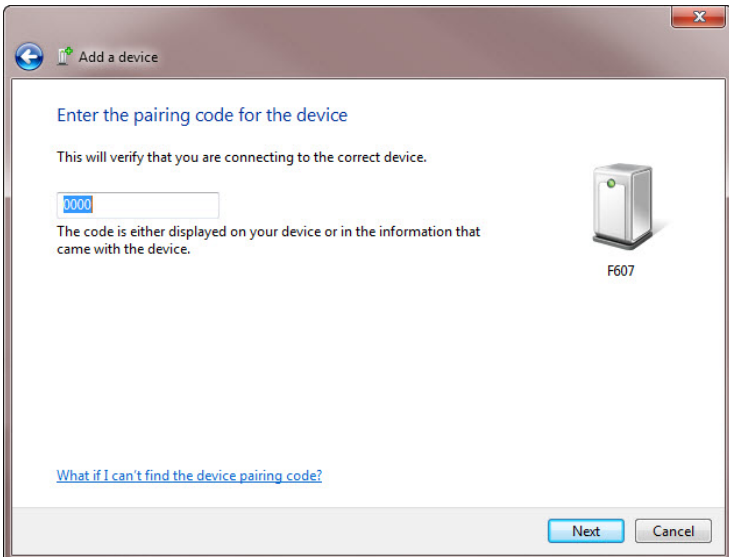 Add a device
Enter the pairing code for the device
This will verify that you are connecting to the correct device.
0000
The code is either displayed on your device or in the information that
came with the device.
F607
What if I can't find the device pairing code?
Next
Cancel